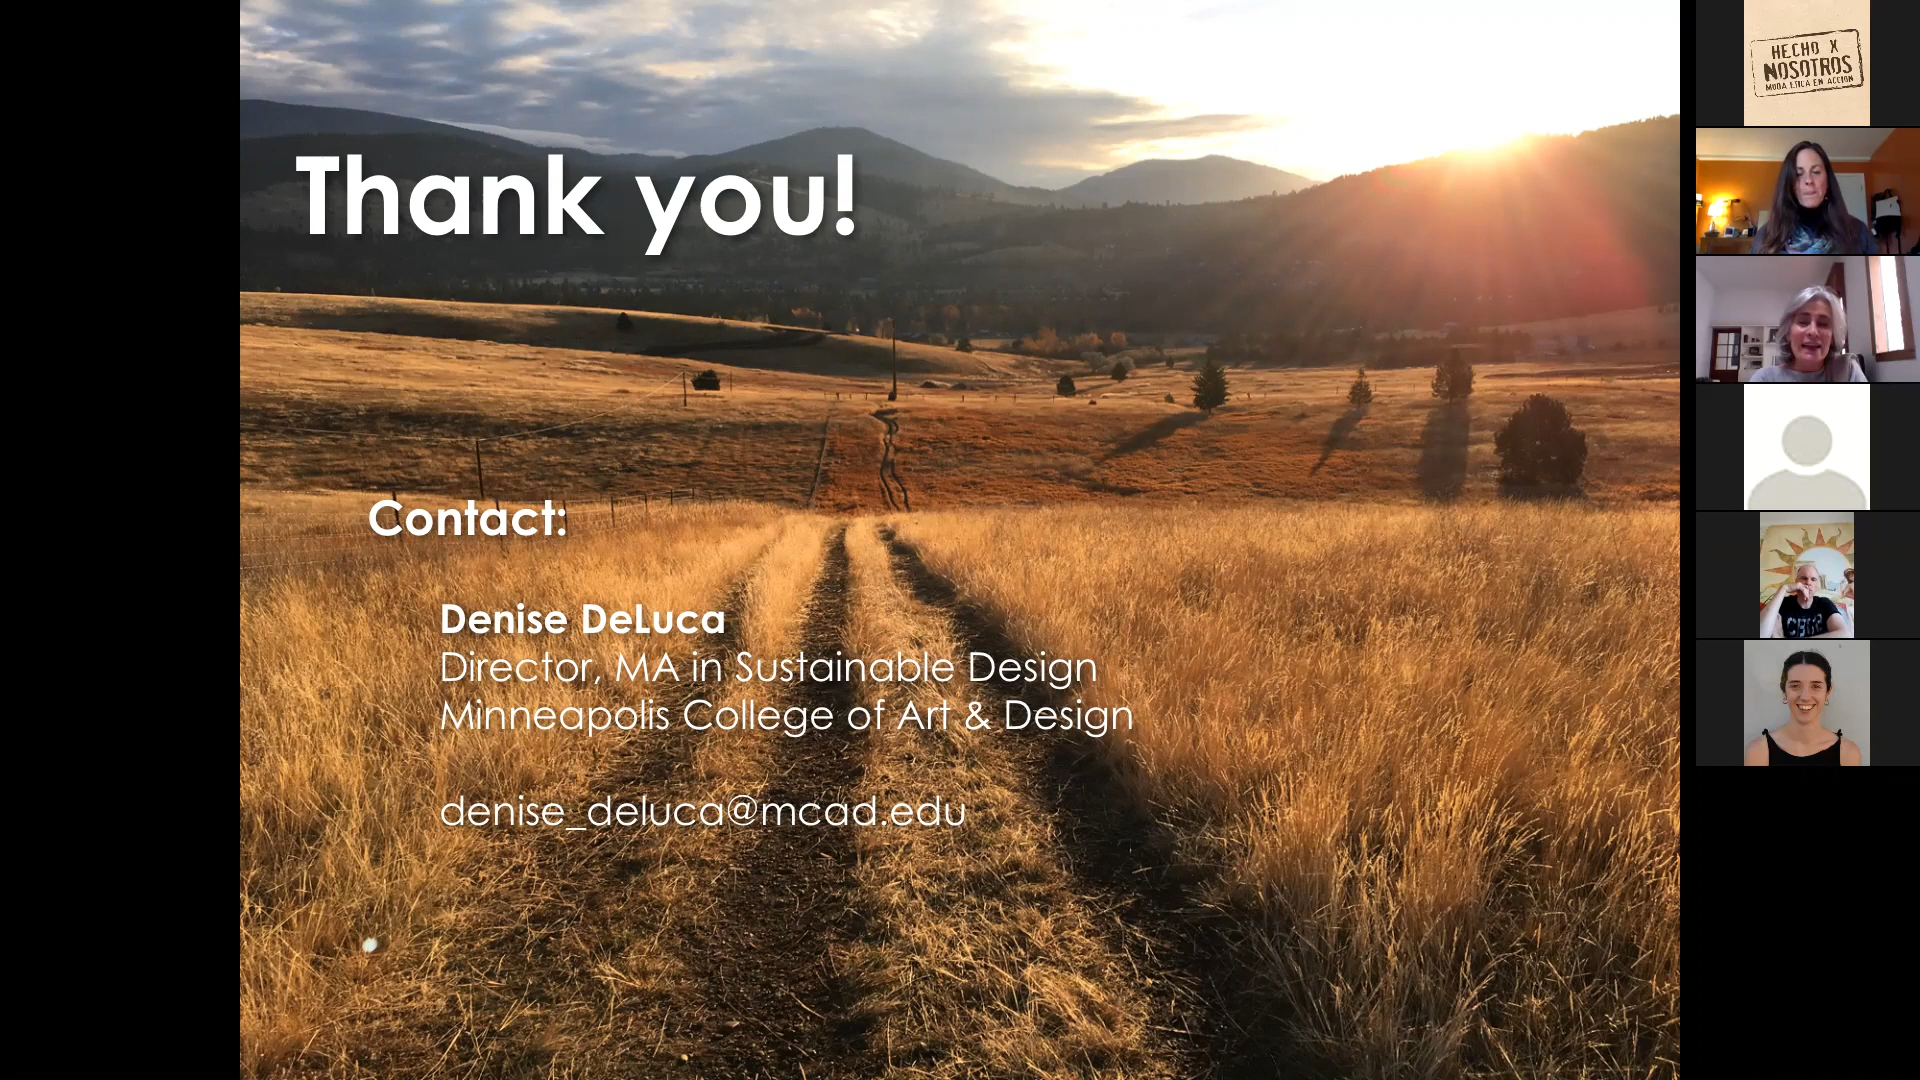 Thank you!
Contact:
Denise DeLuca
Director, MA in Sustainable Design
Minneapolis College of Art & Design
denise_deluca@mcad.edu
HECHO X
NOSOTROS
MODA ETICA EN ACCION